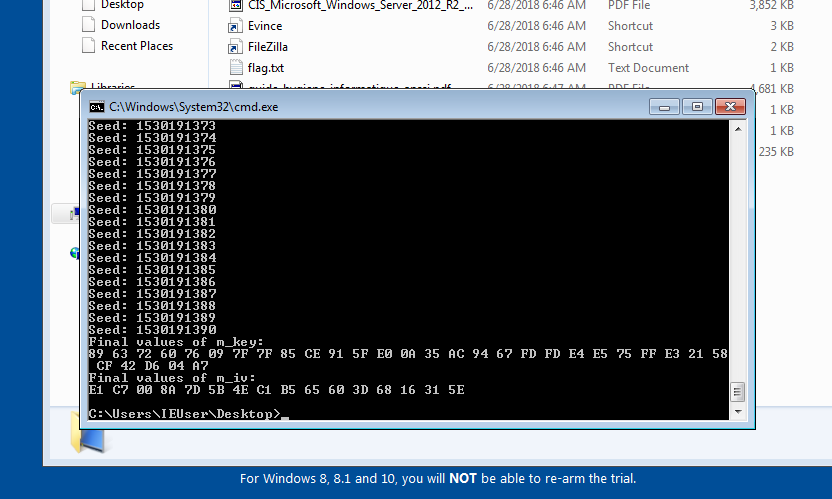 Desktop
CIS_Microsoft_Windows_Server_2012_R2_... 6/28/2018 6:46 AM PDF File 3,852 KB
Downloads
Evince 6/28/2018 6:46 AM Shortcut 3 KB
Recent Places
FileZilla 6/28/2018 6:46 AM Shortcut 2 KB
flag.txt 6/28/2018 6:46 AM Text Document 1 KB
Libraries
guide_hygiene_informatique_anssi.pdf 6/28/2018 6:47 AM PDF File 4,681 KB
1 KB
1 KB
235 KB
C:\Windows\System32\cmd.exe
Seed: 1530191373
Seed: 1530191374
Seed: 1530191375
Seed: 1530191376
Seed: 1530191377
Seed: 1530191378
Seed: 1530191379
Seed: 1530191380
Seed: 1530191381
Seed: 1530191382
Seed: 1530191383
Seed: 1530191384
Seed: 1530191385
Seed: 1530191386
Seed: 1530191387
Seed: 1530191388
Seed: 1530191389
Seed: 1530191390
Final values of m_key:
89 63 72 60 76 09 7F 7F 85 CE 91 5F E0 0A 35 AC 94 67 FD FD E4 E5 75 FF E3 21 58
CF 42 D6 04 A7
Final values of m_iv:
E1 C7 00 8A 7D 5B 4E C1 B5 65 60 3D 68 16 31 5E
C:\Users\IEUser\Desktop>_
For Windows 8, 8.1 and 10, you will NOT be able to re-arm the trial.